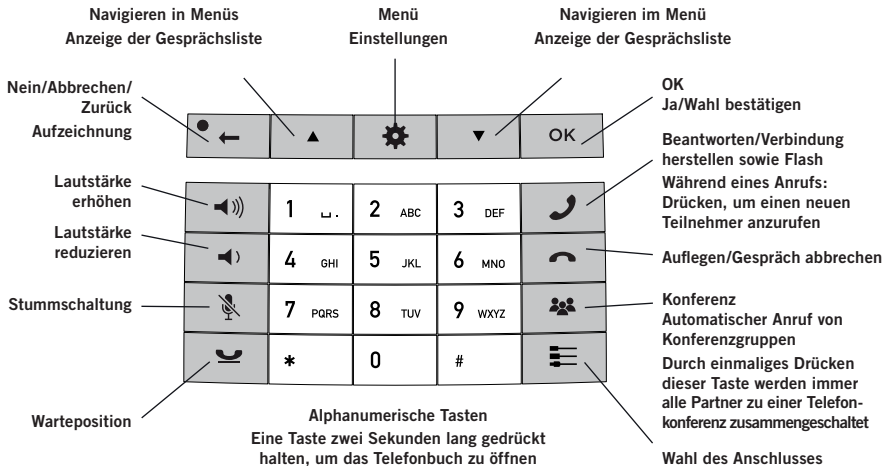 Navigieren in Menüs
Anzeige der Gesprächsliste
Menü
Einstellungen
Navigieren im Menü
Anzeige der Gesprächsliste
Nein/Abbrechen/
Zurück
Aufzeichnung
OK
Ja/Wahl bestätigen
OK
Beantworten/Verbindung
herstellen sowie Flash
Während eines Anrufs:
Drücken, um einen neuen
Teilnehmer anzurufen
Lautstärke
erhöhen
1 .
2 ABC
3 DEF
Lautstärke
reduzieren
4 GHI
5 JKL
6 MNO
Auflegen/Gespräch abbrechen
Stummschaltung
7 PQRS
8 TUV
9 WXYZ
Konferenz
Automatischer Anruf von
Konferenzgruppen
Durch einmaliges Drücken
dieser Taste werden immer
alle Partner zu einer Telefon-
konferenz zusammengeschaltet
*
0
#
Warteposition
Alphanumerische Tasten
Eine Taste zwei Sekunden lang gedrückt
halten, um das Telefonbuch zu öffnen
Wahl des Anschlusses